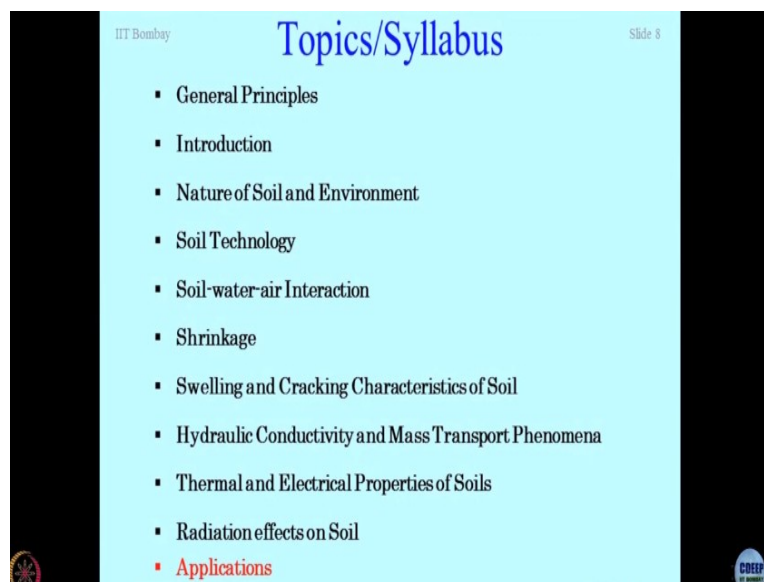 IIT Bombay
Topics/Syllabus
Slide 8
▪ General Principles
▪ Introduction
▪ Nature of Soil and Environment
▪ Soil Technology
▪ Soil-water-air Interaction
▪ Shrinkage
▪ Swelling and Cracking Characteristics of Soil
▪ Hydraulic Conductivity and Mass Transport Phenomena
▪ Thermal and Electrical Properties of Soils
▪ Radiation effects on Soil
▪ Applications
CDEEP